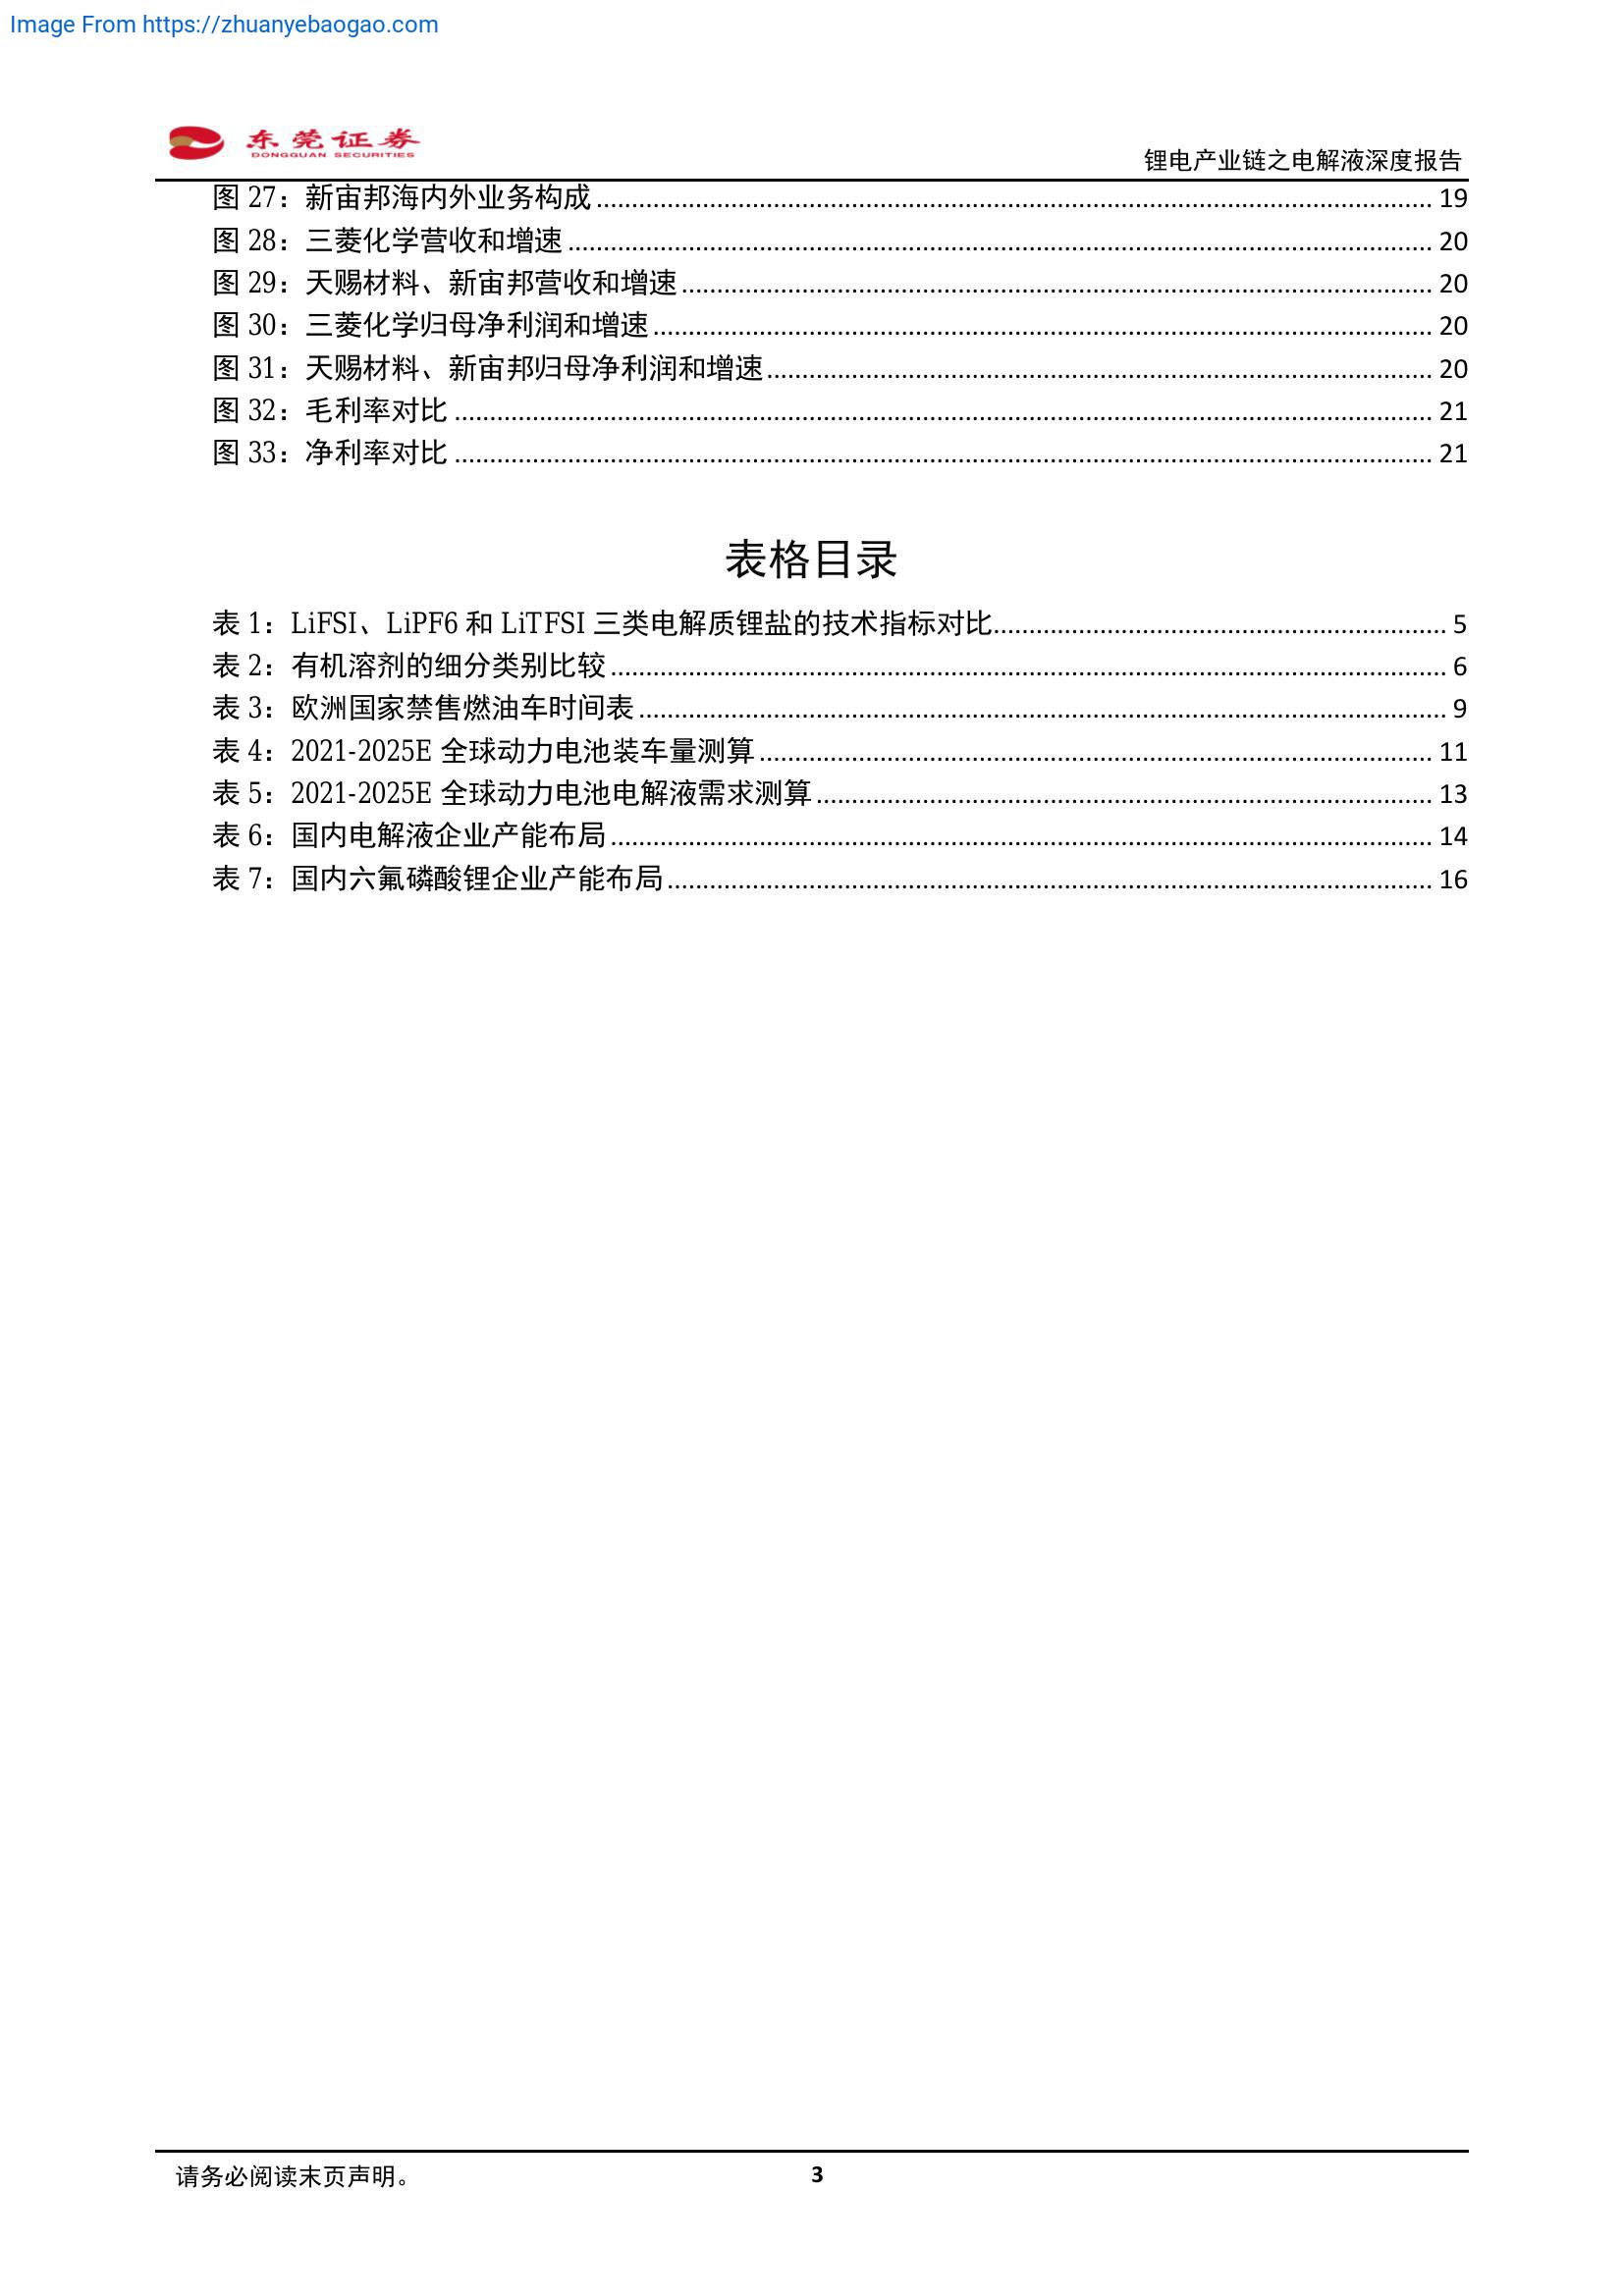 Image From https://zhuanyebaogao.com
东莞证券
DONGGUAN SECURITIES
锂电产业链之电解液深度报告
图 27：新宙邦海内外业务构成 ........ 19
图 28：三菱化学营收和增速 ........ 20
图 29：天赐材料、新宙邦营收和增速 ........ 20
图 30：三菱化学归母净利润和增速 ........ 20
图 31：天赐材料、新宙邦归母净利润和增速 ........ 20
图 32：毛利率对比 ........ 21
图 33：净利率对比 ........ 21
表格目录
表 1：LiFSI、LiPF6 和 LiTFSI 三类电解质锂盐的技术指标对比 ........ 5
表 2：有机溶剂的细分类别比较 ........ 6
表 3：欧洲国家禁售燃油车时间表 ........ 9
表 4：2021-2025E 全球动力电池装车量测算 ........ 11
表 5：2021-2025E 全球动力电池电解液需求测算 ........ 13
表 6：国内电解液企业产能布局 ........ 14
表 7：国内六氟磷酸锂企业产能布局 ........ 16
请务必阅读末页声明。
3